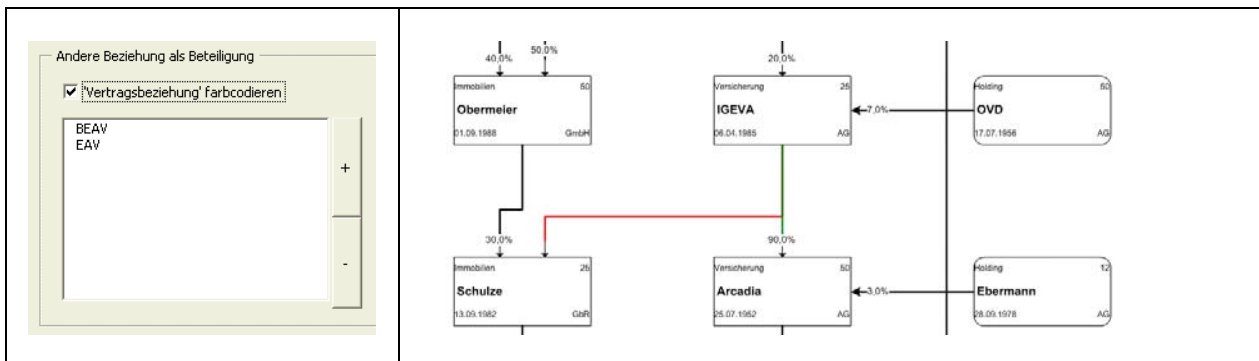 Andere Beziehung als Beteiligung
'Vertragsbeziehung' farbcodieren
BEAV
EAV
+
-
40,0%
50,0%
20,0%
Immobilien 50
Obermeier
01.09.1988 GmbH
Versicherung 25
IGEVA
06.04.1985 AG
7,0%
Holding 50
OVD
17.07.1956 AG
30,0%
90,0%
Immobilien 25
Schulze
13.09.1982 GbR
Versicherung 50
Arcadia
25.07.1952 AG
3,0%
Holding 12
Ebermann
28.09.1978 AG